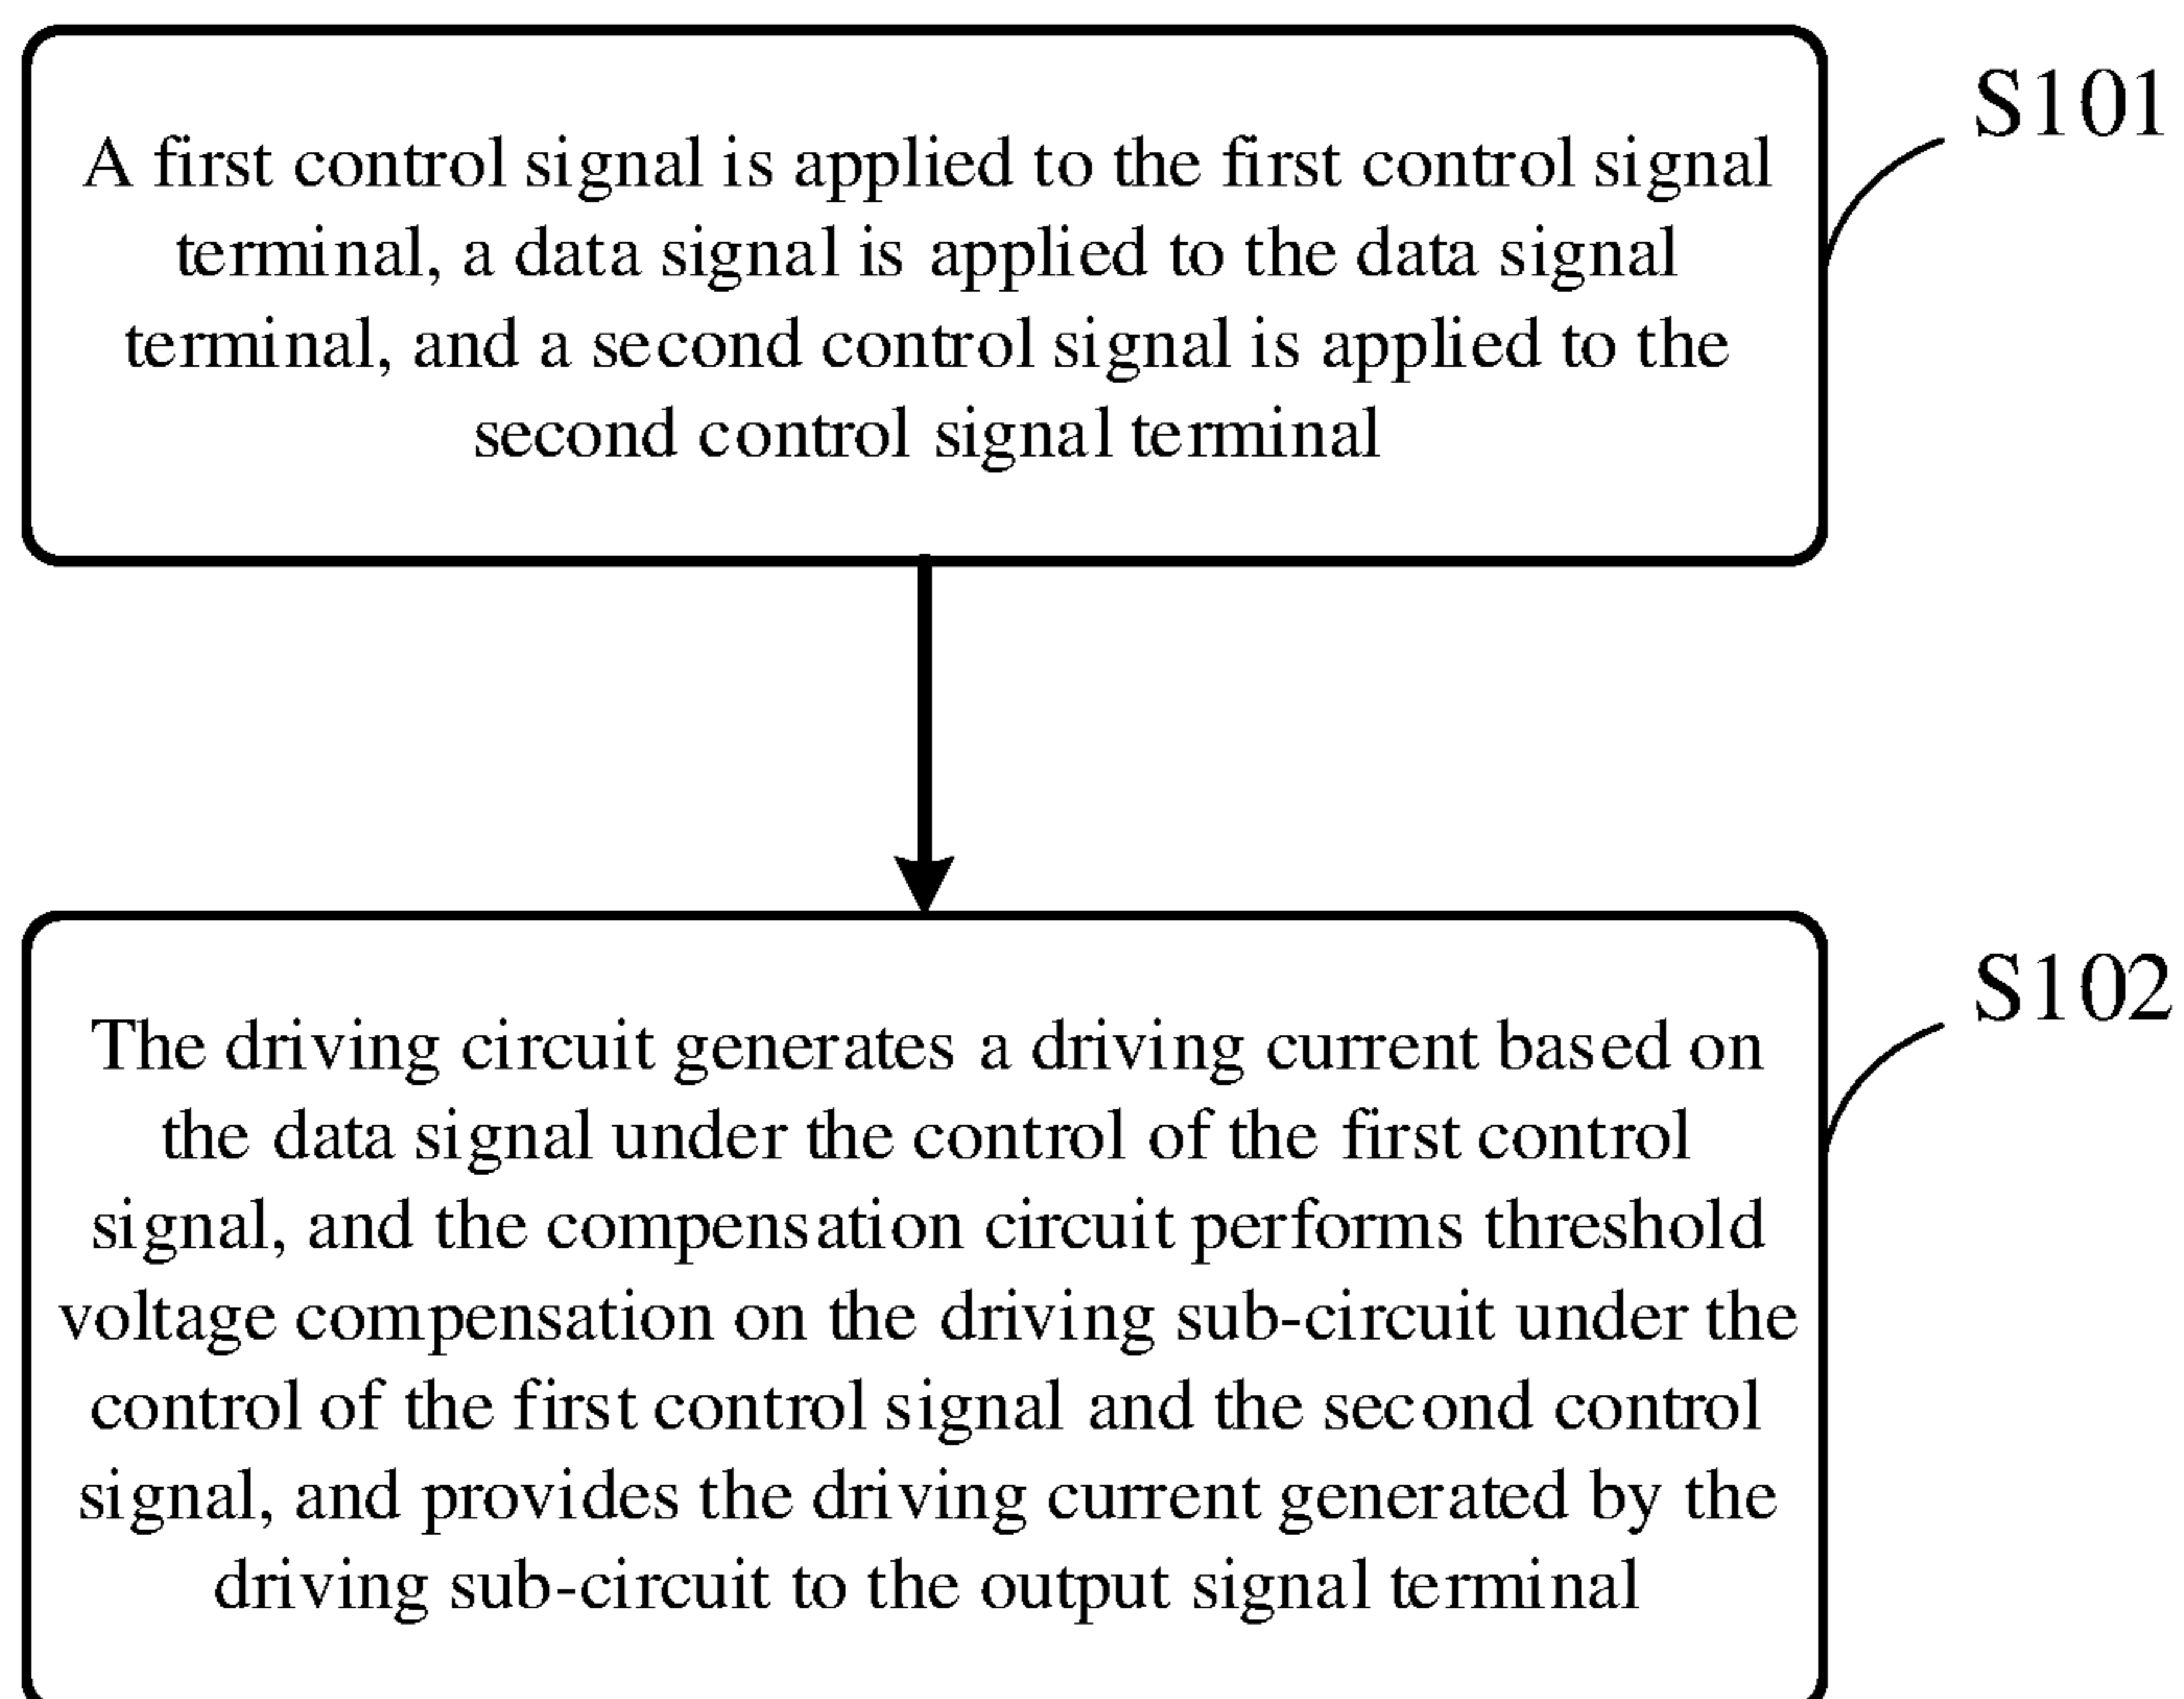 S101
A first control signal is applied to the first control signal
terminal, a data signal is applied to the data signal
terminal, and a second control signal is applied to the
second control signal terminal
S102
The driving circuit generates a driving current based on
the data signal under the control of the first control
signal, and the compensation circuit performs threshold
voltage compensation on the driving sub-circuit under the
control of the first control signal and the second control
signal, and provides the driving current generated by the
driving sub-circuit to the output signal terminal